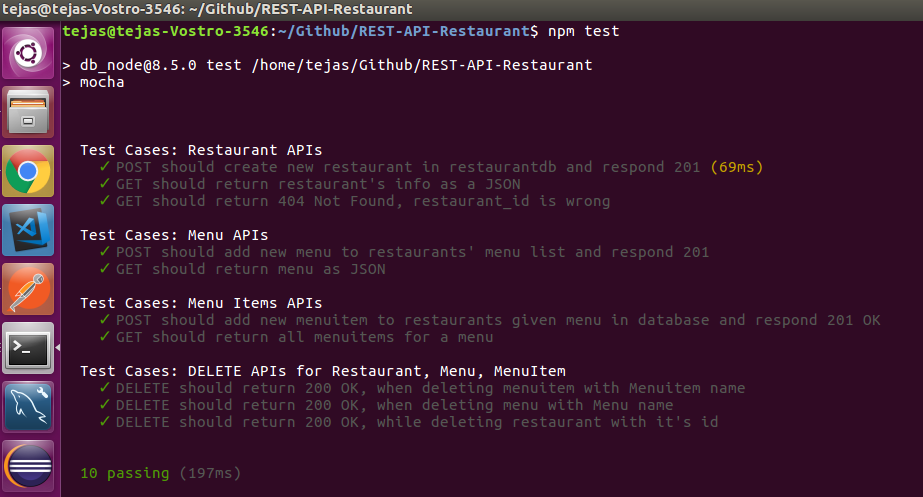 tejas@tejas-Vostro-3546: ~/Github/REST-API-Restaurant
tejas@tejas-Vostro-3546:~/Github/REST-API-Restaurant$ npm test
> db_node@8.5.0 test /home/tejas/Github/REST-API-Restaurant
> mocha
Test Cases: Restaurant APIs
✓ POST should create new restaurant in restaurantdb and respond 201 (69ms)
✓ GET should return restaurant's info as a JSON
✓ GET should return 404 Not Found, restaurant_id is wrong
Test Cases: Menu APIs
✓ POST should add new menu to restaurants' menu list and respond 201
✓ GET should return menu as JSON
Test Cases: Menu Items APIs
✓ POST should add new menuitem to restaurants given menu in database and respond 201 OK
✓ GET should return all menuitems for a menu
Test Cases: DELETE APIs for Restaurant, Menu, MenuItem
✓ DELETE should return 200 OK, when deleting menuitem with Menuitem name
✓ DELETE should return 200 OK, when deleting menu with Menu name
✓ DELETE should return 200 OK, while deleting restaurant with it's id
10 passing (197ms)